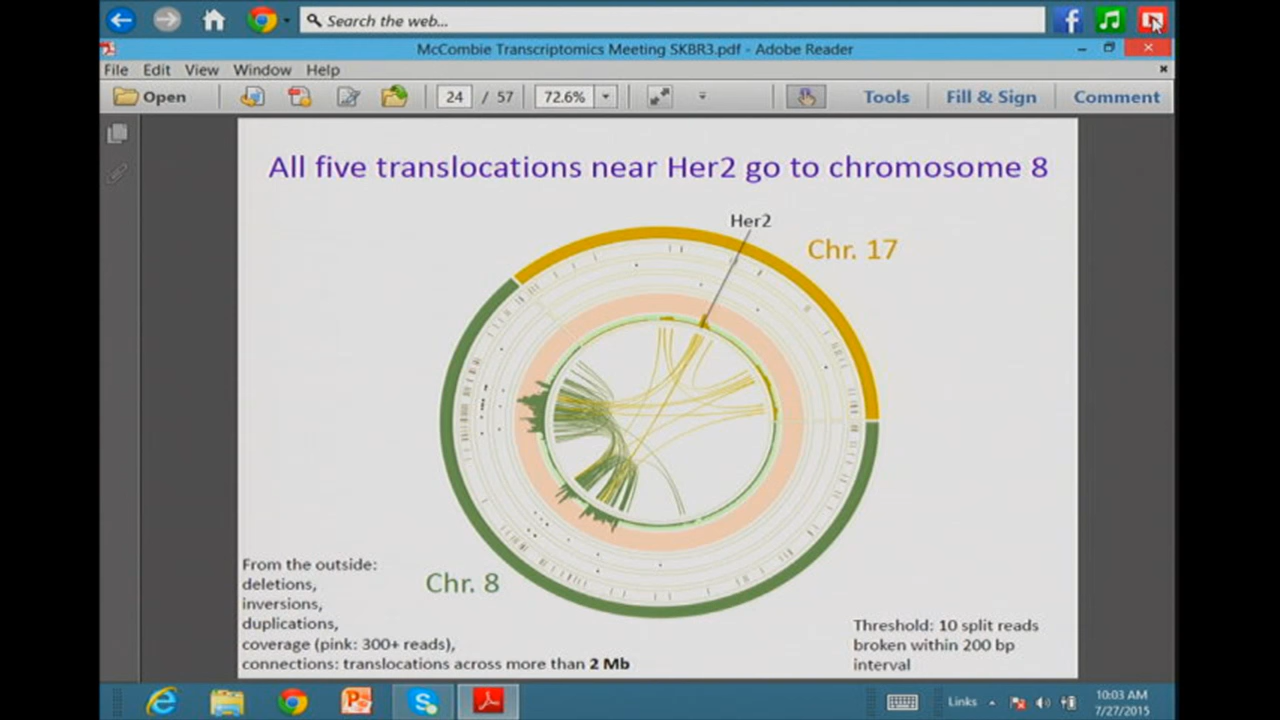 Search the web...
McCombie Transcriptomics Meeting SKBR3.pdf - Adobe Reader
File Edit View Window Help
Open 24 / 57 72.6% Tools Fill & Sign Comment
All five translocations near Her2 go to chromosome 8
Her2
Chr. 17
Chr. 8
From the outside:
deletions,
inversions,
duplications,
coverage (pink: 300+ reads),
connections: translocations across more than 2 Mb
Threshold: 10 split reads
broken within 200 bp
interval
Links
10:03 AM
7/27/2015